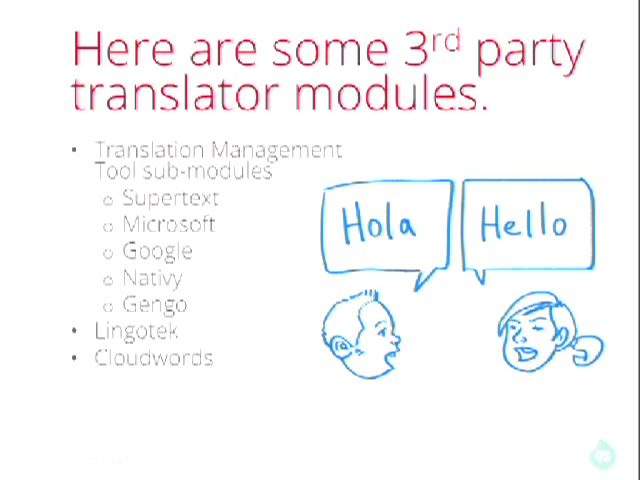 Here are some 3rd party
translator modules.
• Translation Management
Tool sub-modules
o Supertext
o Microsoft
o Google
o Nativy
o Gengo
• Lingotek
• Cloudwords
Hola
Hello